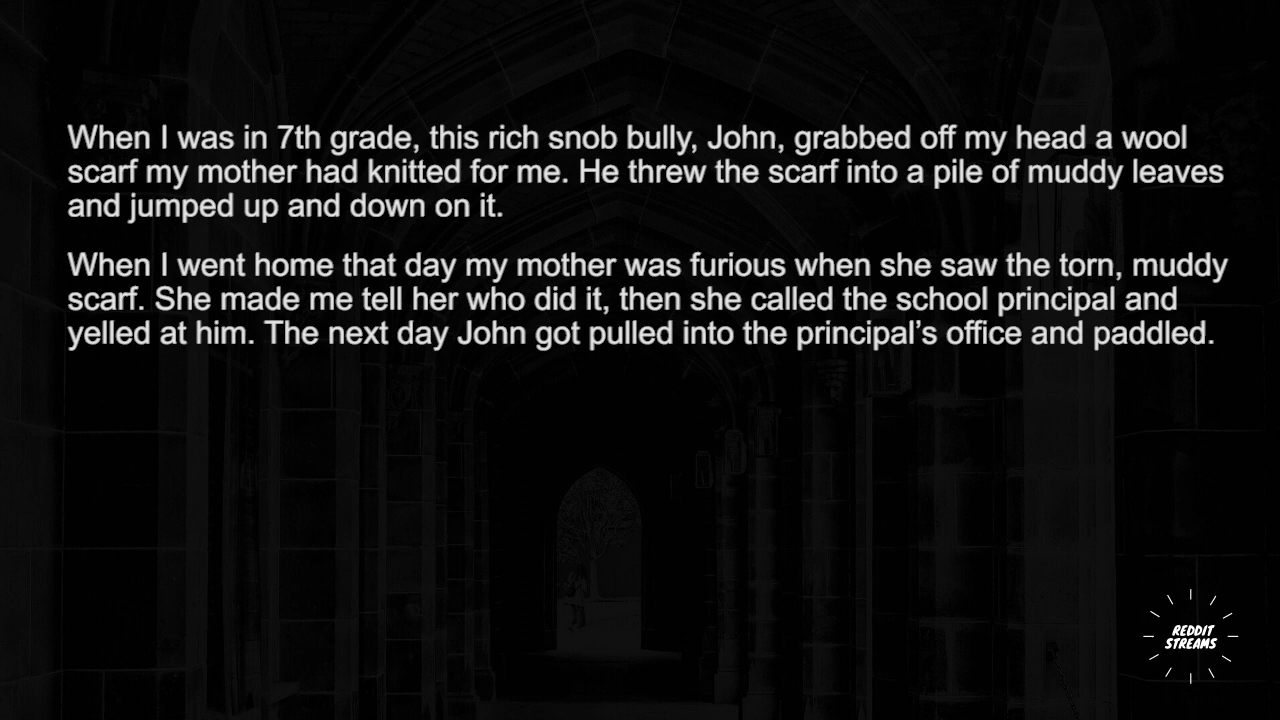 When I was in 7th grade, this rich snob bully, John, grabbed off my head a wool
scarf my mother had knitted for me. He threw the scarf into a pile of muddy leaves
and jumped up and down on it.
When I went home that day my mother was furious when she saw the torn, muddy
scarf. She made me tell her who did it, then she called the school principal and
yelled at him. The next day John got pulled into the principal’s office and paddled.
REDDIT
STREAMS